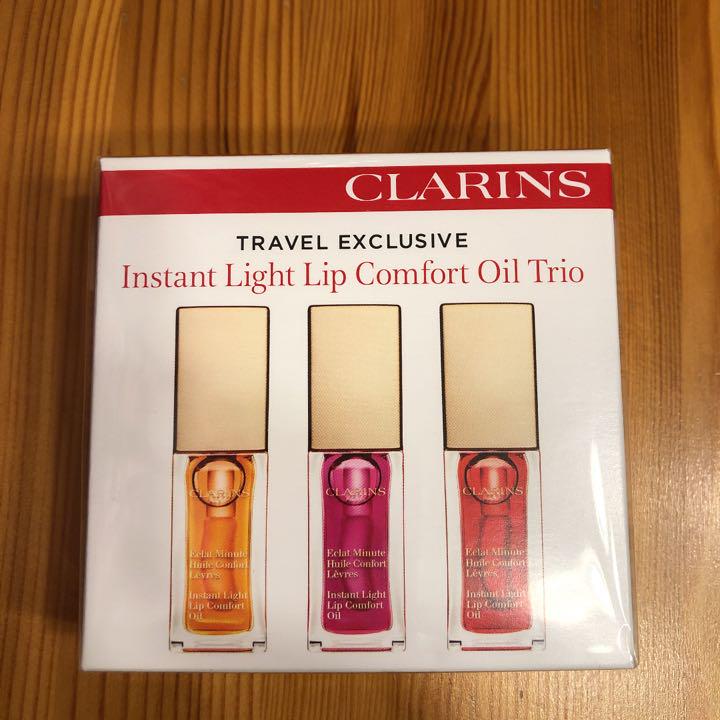 CLARINS
TRAVEL EXCLUSIVE
Instant Light Lip Comfort Oil Trio
CLARINS
Eclat Minute
Huile Confort
Lèvres
Instant Light
Lip Comfort
Oil
CLARINS
Eclat Minute
Huile Confort
Lèvres
Instant Light
Lip Comfort
Oil
CLARINS
Eclat Minute
Huile Confort
Lèvres
Instant Light
Lip Comfort
Oil